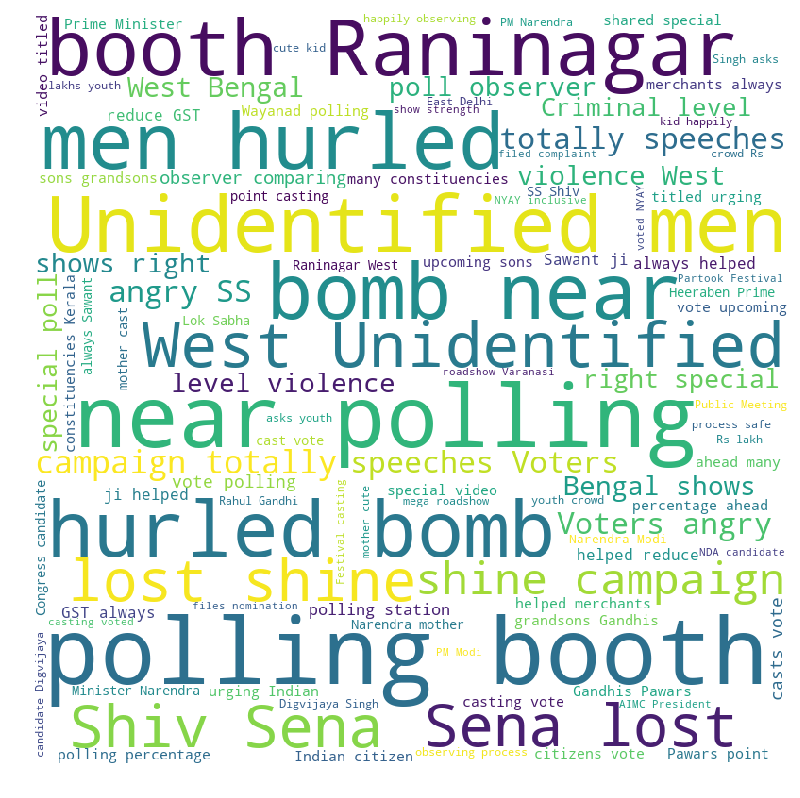 happily observing
PM Narendra
shared special
video titled
Prime Minister
booth Raninagar
cute kid
Singh asks
lakhs youth
West Bengal
poll observer
merchants always
East Delhi
reduce GST
Wayanad polling
show strength
Criminal level
kid happily
men hurled
totally speeches
filed complaint
crowd Rs
sons grandsons
observer comparing
many constituencies
violence West
point casting
SS Shiv
NYAY inclusive
voted NYAY
titled urging
Unidentified men
shows right
Raninagar West
upcoming sons
Sawant ji
always helped
Partook Festival
angry SS
bomb near
Heeraben Prime
vote upcoming
special poll
constituencies Kerala
always Sawant
mother cast
Lok Sabha
West Unidentified
level violence
roadshow Varanasi
right special
near polling
Public Meeting
asks youth
process safe
cast vote
Rs lakh
campaign totally
speeches Voters
ahead many
vote polling
Bengal shows
Congress candidate
ji helped
Rahul Gandhi
Festival casting
mother cute
special video
mega roadshow
youth crowd
percentage ahead
hurled bomb
Voters angry
Narendra Modi
helped reduce
NDA candidate
lost shine
shine campaign
GST always
files nomination
polling station
helped merchants
casting voted
Narendra mother
grandsons Gandhis
casts vote
polling booth
candidate Digvijaya
PM Modi
Minister Narendra
urging Indian
Digvijaya Singh
casting vote
Gandhis Pawars
AIMC President
Shiv Sena
Sena lost
polling percentage
Indian citizen
observing process
citizens vote
Pawars point